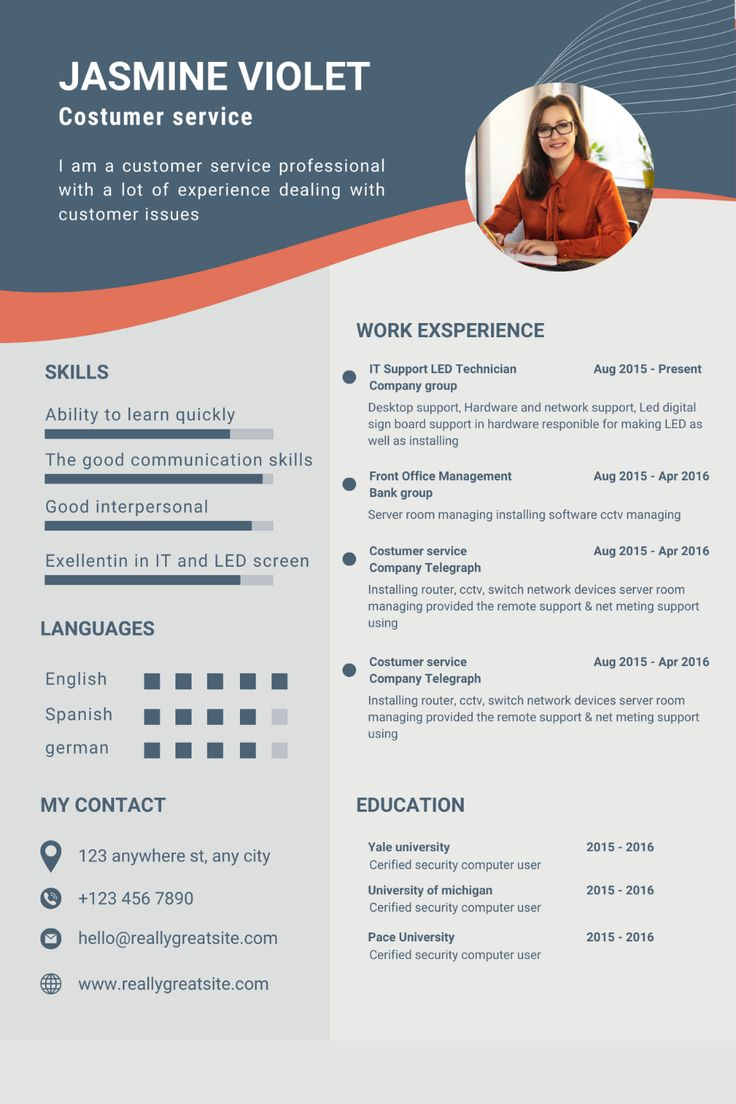 JASMINE VIOLET
Costumer service
I am a customer service professional
with a lot of experience dealing with
customer issues
SKILLS
Ability to learn quickly
The good communication skills
Good interpersonal
Exellentin in IT and LED screen
LANGUAGES
English
Spanish
german
MY CONTACT
123 anywhere st, any city
+123 456 7890
hello@reallygreatsite.com
www.reallygreatsite.com
WORK EXSPERIENCE
IT Support LED Technician Aug 2015 - Present
Company group
Desktop support, Hardware and network support, Led digital
sign board support in hardware responible for making LED as
well as installing
Front Office Management Aug 2015 - Apr 2016
Bank group
Server room managing installing software cctv managing
Costumer service Aug 2015 - Apr 2016
Company Telegraph
Installing router, cctv, switch network devices server room
managing provided the remote support & net meting support
using
Costumer service Aug 2015 - Apr 2016
Company Telegraph
Installing router, cctv, switch network devices server room
managing provided the remote support & net meting support
using
EDUCATION
Yale university 2015 - 2016
Cerified security computer user
University of michigan 2015 - 2016
Cerified security computer user
Pace University 2015 - 2016
Cerified security computer user